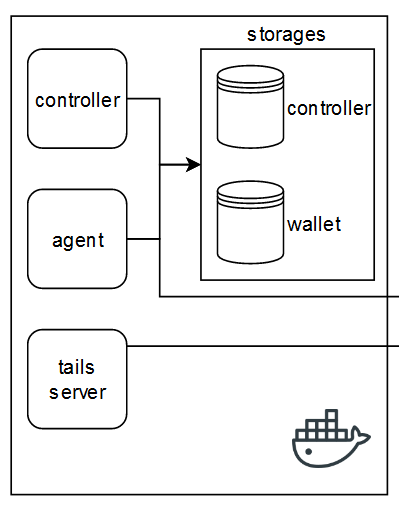 storages
controller
controller
agent
wallet
tails
server